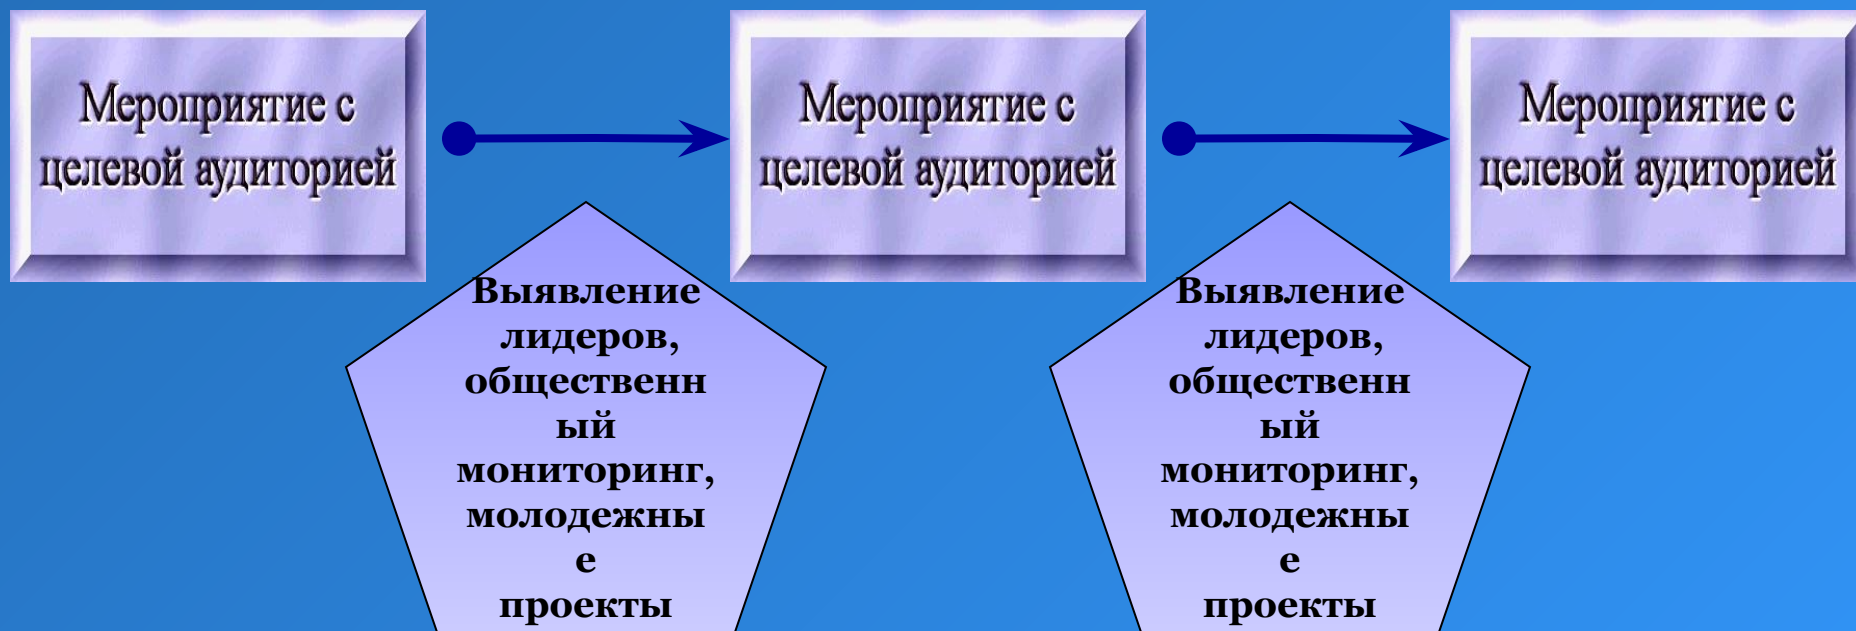 Мероприятие с
целевой аудиторией
Мероприятие с
целевой аудиторией
Мероприятие с
целевой аудиторией
Выявление
лидеров,
общественн
ый
мониторинг,
молодежны
е
проекты
Выявление
лидеров,
общественн
ый
мониторинг,
молодежны
е
проекты